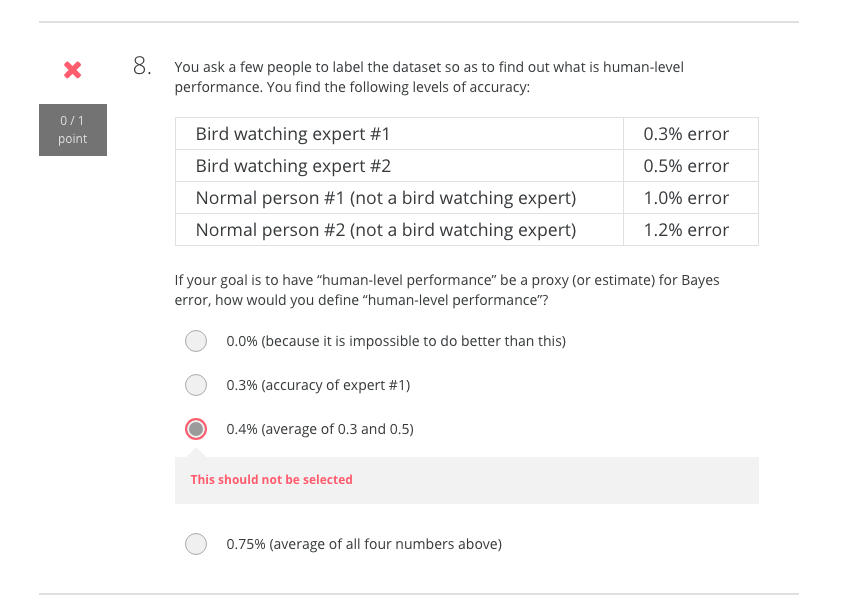 8.
You ask a few people to label the dataset so as to find out what is human-level
performance. You find the following levels of accuracy:
0 / 1
point
Bird watching expert #1 0.3% error
Bird watching expert #2 0.5% error
Normal person #1 (not a bird watching expert) 1.0% error
Normal person #2 (not a bird watching expert) 1.2% error
If your goal is to have “human-level performance” be a proxy (or estimate) for Bayes
error, how would you define “human-level performance”?
0.0% (because it is impossible to do better than this)
0.3% (accuracy of expert #1)
0.4% (average of 0.3 and 0.5)
This should not be selected
0.75% (average of all four numbers above)